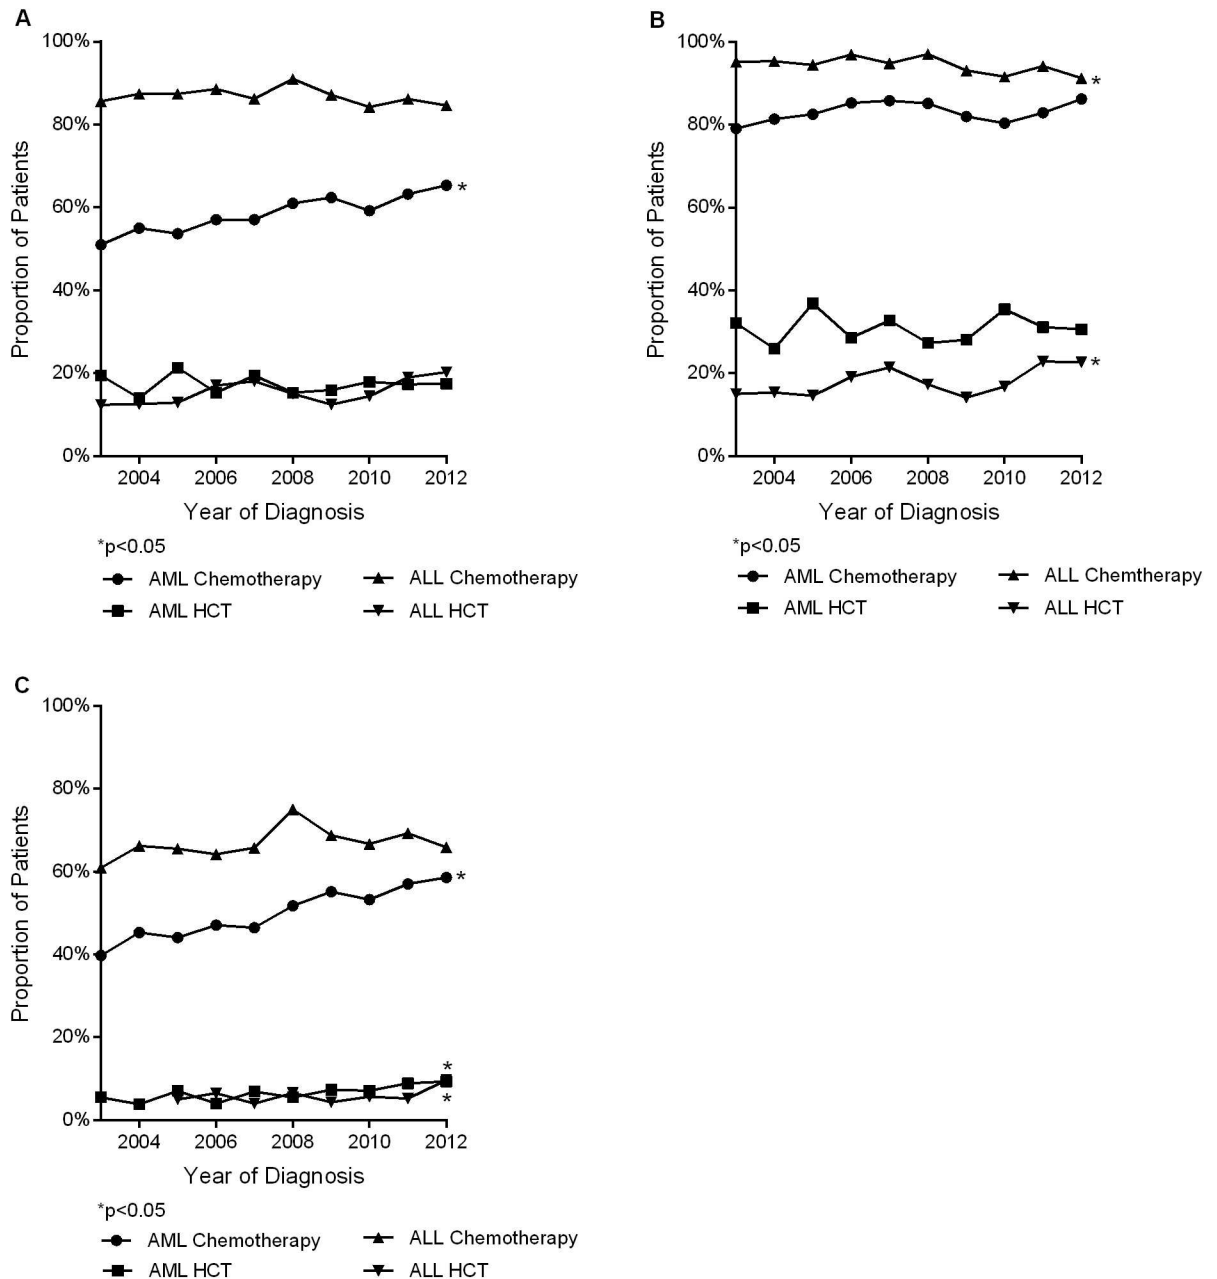 A
100%
80%
60%
40%
20%
0%
Proportion of Patients
*
2004 2006 2008 2010 2012
Year of Diagnosis
*p<0.05
AML Chemotherapy ALL Chemotherapy
AML HCT ALL HCT
B
100%
80%
60%
40%
20%
0%
Proportion of Patients
*
*
2004 2006 2008 2010 2012
Year of Diagnosis
*p<0.05
AML Chemotherapy ALL Chemtherapy
AML HCT ALL HCT
C
100%
80%
60%
40%
20%
0%
Proportion of Patients
*
*
*
2004 2006 2008 2010 2012
Year of Diagnosis
*p<0.05
AML Chemotherapy ALL Chemotherapy
AML HCT ALL HCT